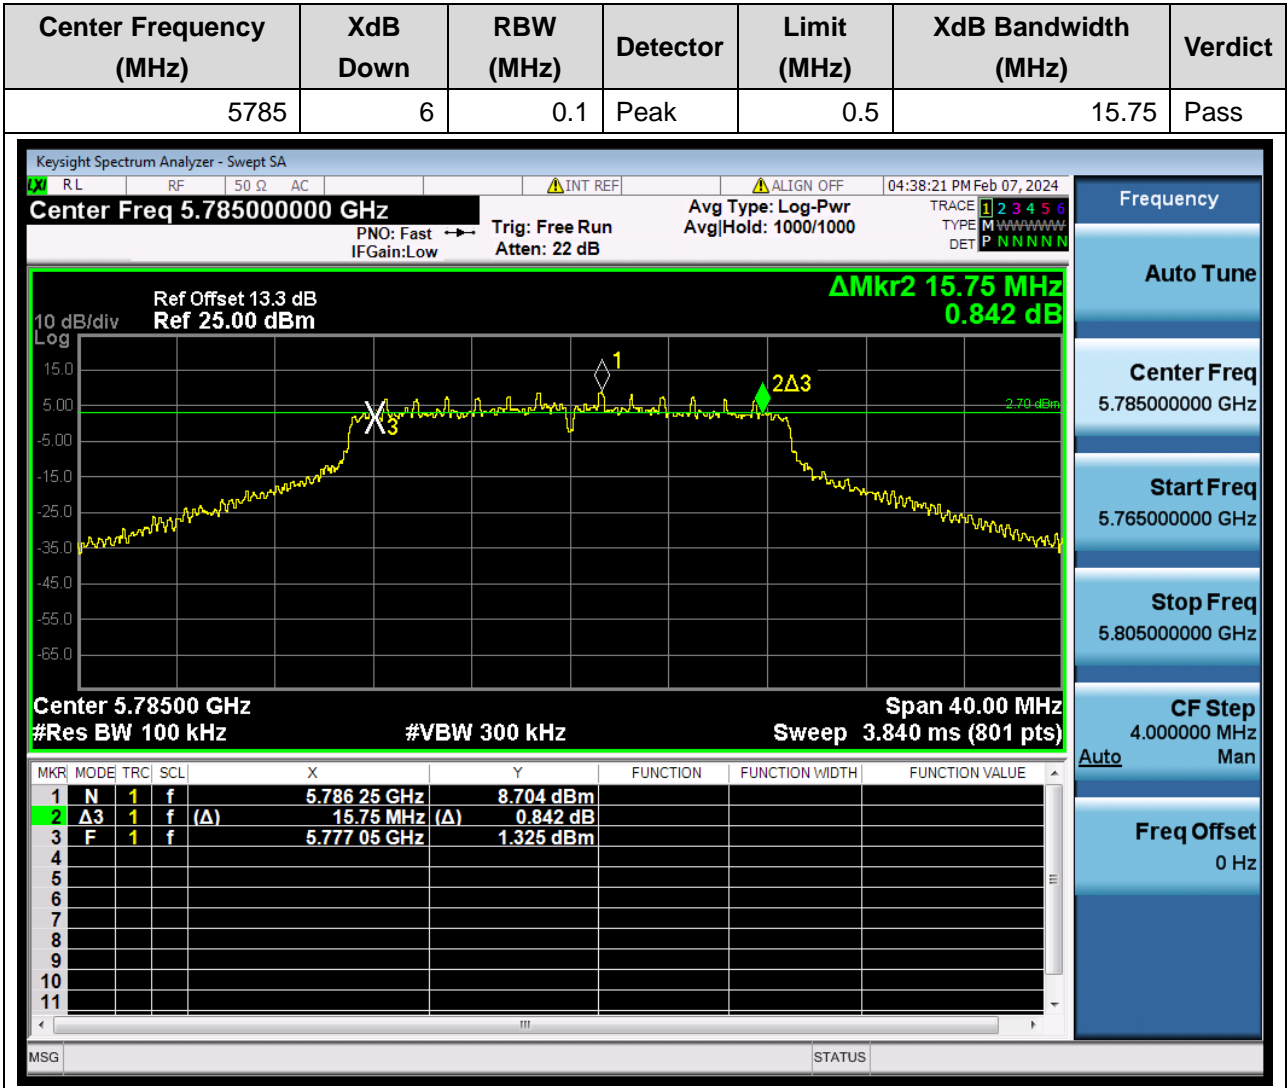 Center Frequency (MHz) XdB Down RBW (MHz) Detector Limit (MHz) XdB Bandwidth (MHz) Verdict
5785 6 0.1 Peak 0.5 15.75 Pass
Keysight Spectrum Analyzer - Swept SA
LXI RL RF 50 Ω AC INT REF ALIGN OFF 04:38:21 PM Feb 07, 2024
Center Freq 5.785000000 GHz
PNO: Fast
IFGain:Low
Trig: Free Run
Atten: 22 dB
Avg Type: Log-Pwr
Avg|Hold: 1000/1000
TRACE 1 2 3 4 5 6
TYPE M W W W W W
DET P N N N N N
ΔMkr2 15.75 MHz
0.842 dB
Ref Offset 13.3 dB
10 dB/div Ref 25.00 dBm
Log
15.0
5.00
-5.00
-15.0
-25.0
-35.0
-45.0
-55.0
-65.0
1
2Δ3
2.70 dBm
3
Center 5.78500 GHz Span 40.00 MHz
#Res BW 100 kHz #VBW 300 kHz Sweep 3.840 ms (801 pts)
MKR MODE TRC SCL X Y FUNCTION FUNCTION WIDTH FUNCTION VALUE
1 N 1 f 5.786 25 GHz 8.704 dBm
2 Δ3 1 f (Δ) 15.75 MHz (Δ) 0.842 dB
3 F 1 f 5.777 05 GHz 1.325 dBm
4
5
6
7
8
9
10
11
MSG STATUS
Frequency
Auto Tune
Center Freq
5.785000000 GHz
Start Freq
5.765000000 GHz
Stop Freq
5.805000000 GHz
CF Step
4.000000 MHz
Auto Man
Freq Offset
0 Hz